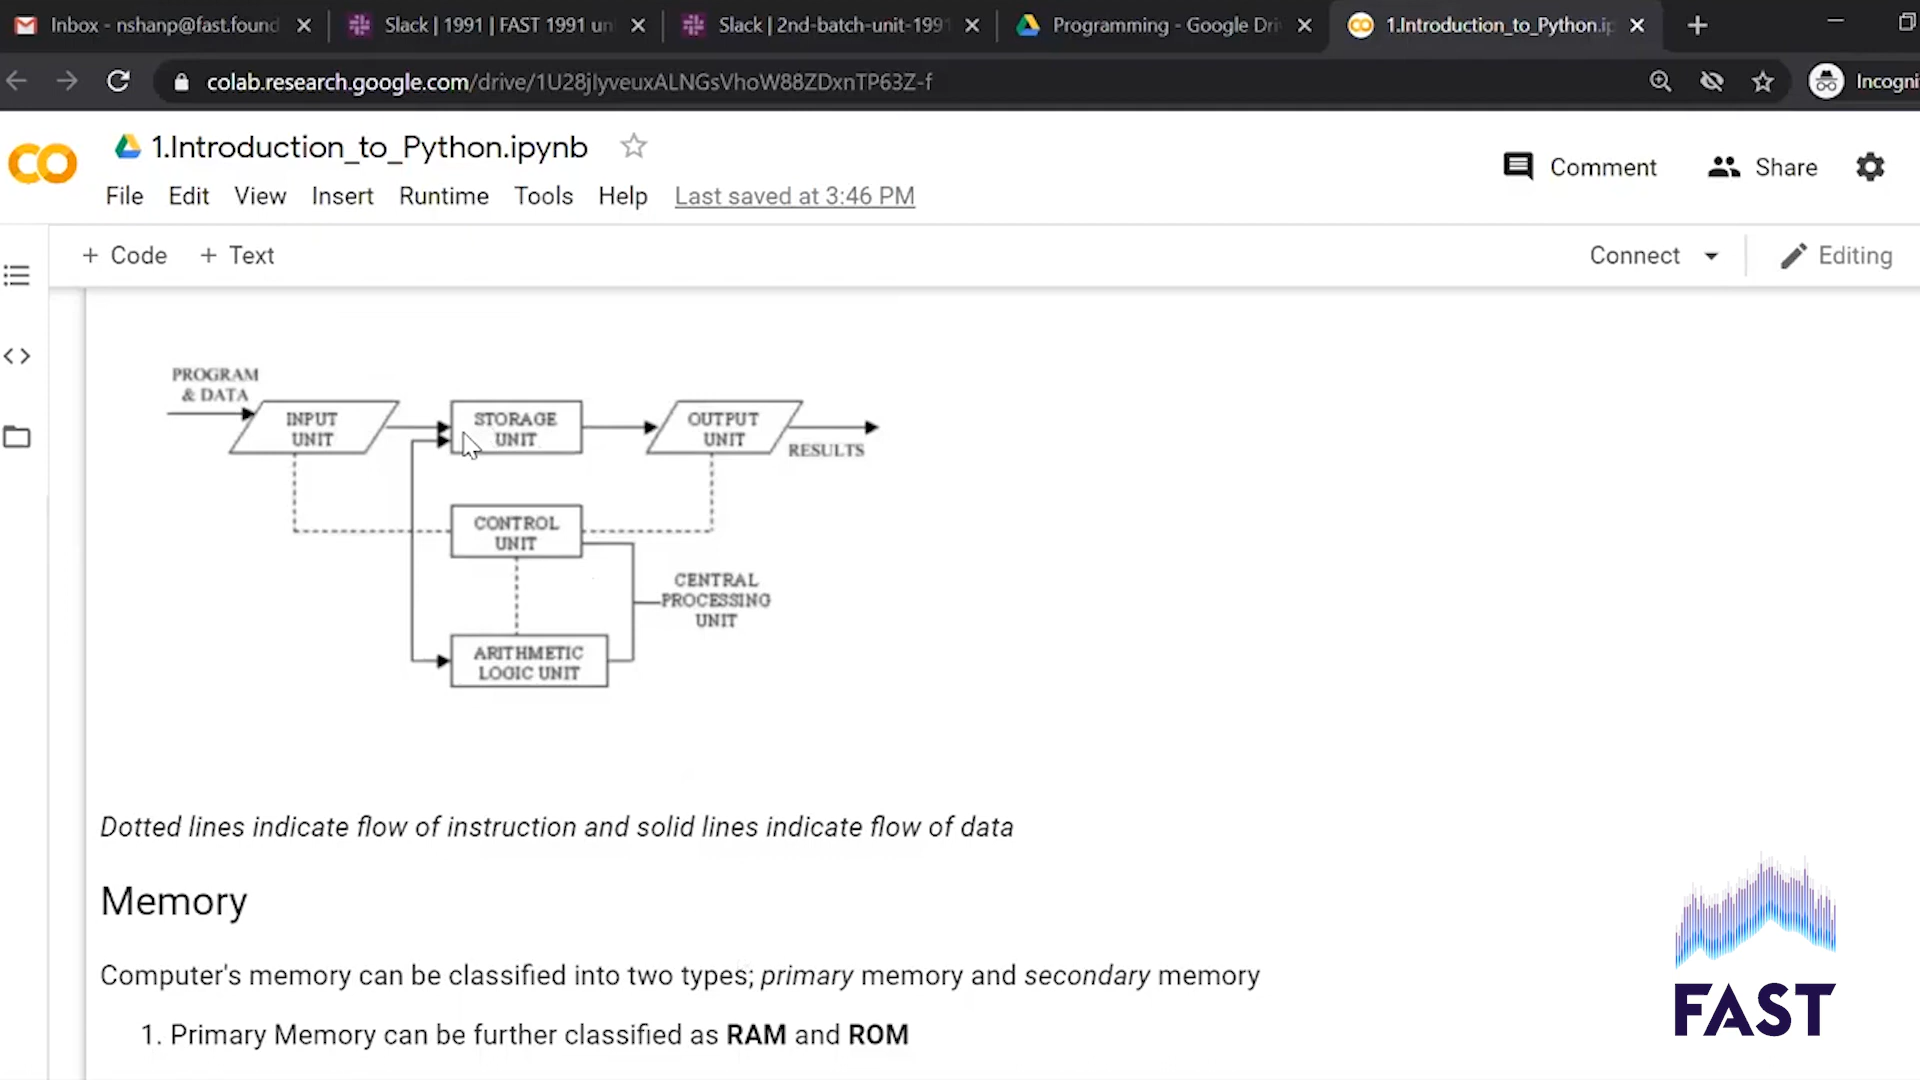 Inbox - nshanp@fast.found
Slack | 1991 | FAST 1991 un
Slack | 2nd-batch-unit-1991
Programming - Google Dri
1.Introduction_to_Python.ip
colab.research.google.com/drive/1U28jIyveuxALNGsVhoW88ZDxnTP63Z-f
Incogni
1.Introduction_to_Python.ipynb
Comment
Share
File Edit View Insert Runtime Tools Help Last saved at 3:46 PM
+ Code + Text
Connect
Editing
PROGRAM
& DATA
INPUT
UNIT
STORAGE
UNIT
OUTPUT
UNIT
RESULTS
CONTROL
UNIT
CENTRAL
PROCESSING
UNIT
ARITHMETIC
LOGIC UNIT
Dotted lines indicate flow of instruction and solid lines indicate flow of data
Memory
Computer's memory can be classified into two types; primary memory and secondary memory
1. Primary Memory can be further classified as RAM and ROM
FAST